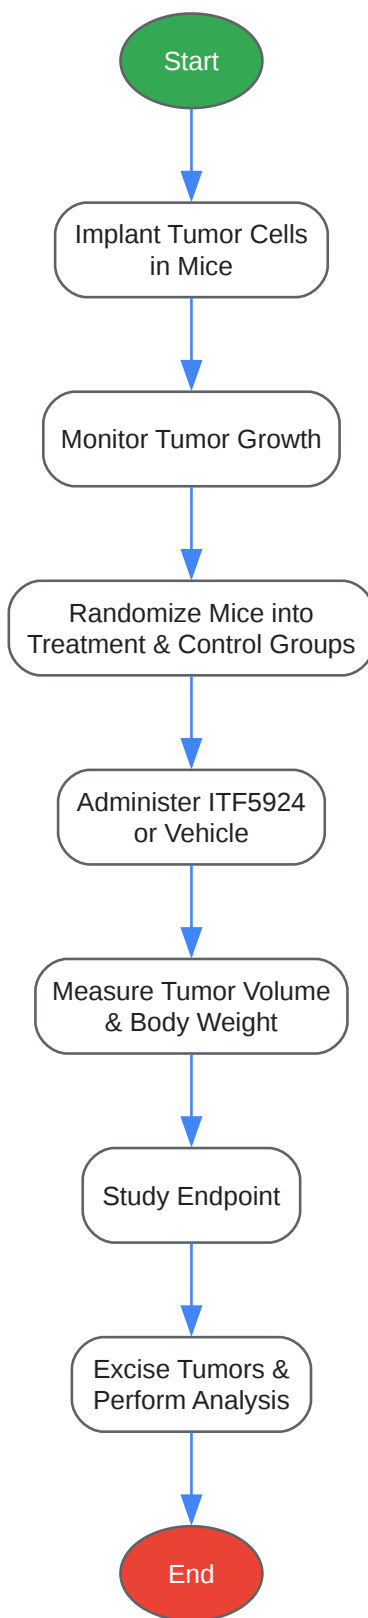 Start
Implant Tumor Cells
in Mice
Monitor Tumor Growth
Randomize Mice into
Treatment & Control Groups
Administer ITF5924
or Vehicle
Measure Tumor Volume
& Body Weight
Study Endpoint
Excise Tumors &
Perform Analysis
End